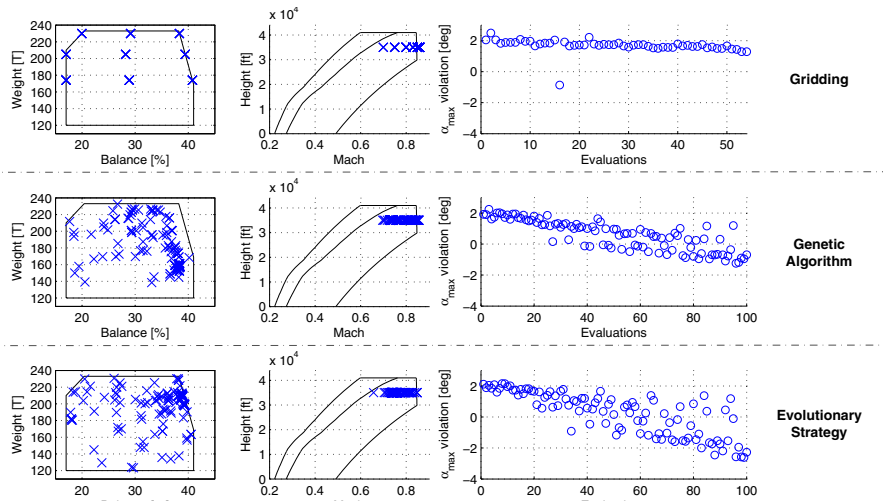 240
220
200
180
160
140
120
Weight [T]
20 30 40
Balance [%]
x 10⁴
4
3
2
1
0
Height [ft]
0.2 0.4 0.6 0.8
Mach
4
2
0
−2
−4
α_max violation [deg]
0 10 20 30 40 50
Evaluations
Gridding
240
220
200
180
160
140
120
Weight [T]
20 30 40
Balance [%]
x 10⁴
4
3
2
1
0
Height [ft]
0.2 0.4 0.6 0.8
Mach
4
2
0
−2
−4
α_max violation [deg]
0 20 40 60 80 100
Evaluations
Genetic
Algorithm
240
220
200
180
160
140
120
Weight [T]
20 30 40
x 10⁴
4
3
2
1
0
Height [ft]
0.2 0.4 0.6 0.8
4
2
0
−2
−4
α_max violation [deg]
0 20 40 60 80 100
Evolutionary
Strategy